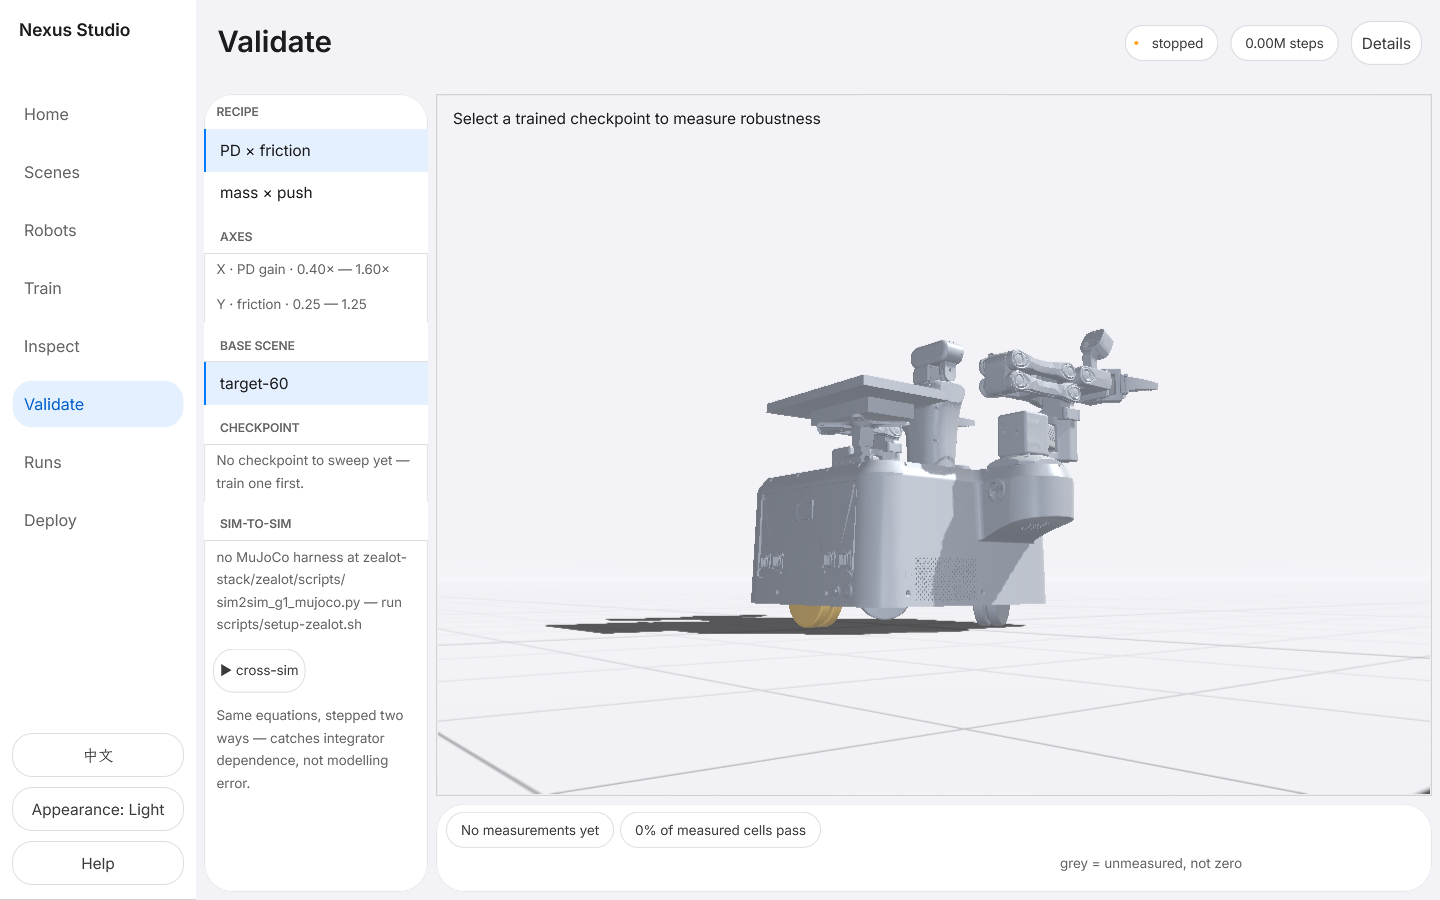 Nexus Studio
Home
Scenes
Robots
Train
Inspect
Validate
Runs
Deploy
中文
Appearance: Light
Help
Validate
stopped
0.00M steps
Details
RECIPE
PD × friction
mass × push
AXES
X · PD gain · 0.40× — 1.60×
Y · friction · 0.25 — 1.25
BASE SCENE
target-60
CHECKPOINT
No checkpoint to sweep yet —
train one first.
SIM-TO-SIM
no MuJoCo harness at zealot-
stack/zealot/scripts/
sim2sim_g1_mujoco.py — run
scripts/setup-zealot.sh
▶ cross-sim
Same equations, stepped two
ways — catches integrator
dependence, not modelling
error.
Select a trained checkpoint to measure robustness
No measurements yet
0% of measured cells pass
grey = unmeasured, not zero